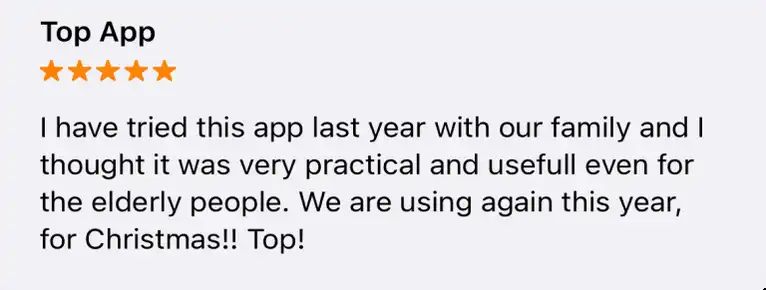 Top App
I have tried this app last year with our family and I
thought it was very practical and usefull even for
the elderly people. We are using again this year,
for Christmas!! Top!